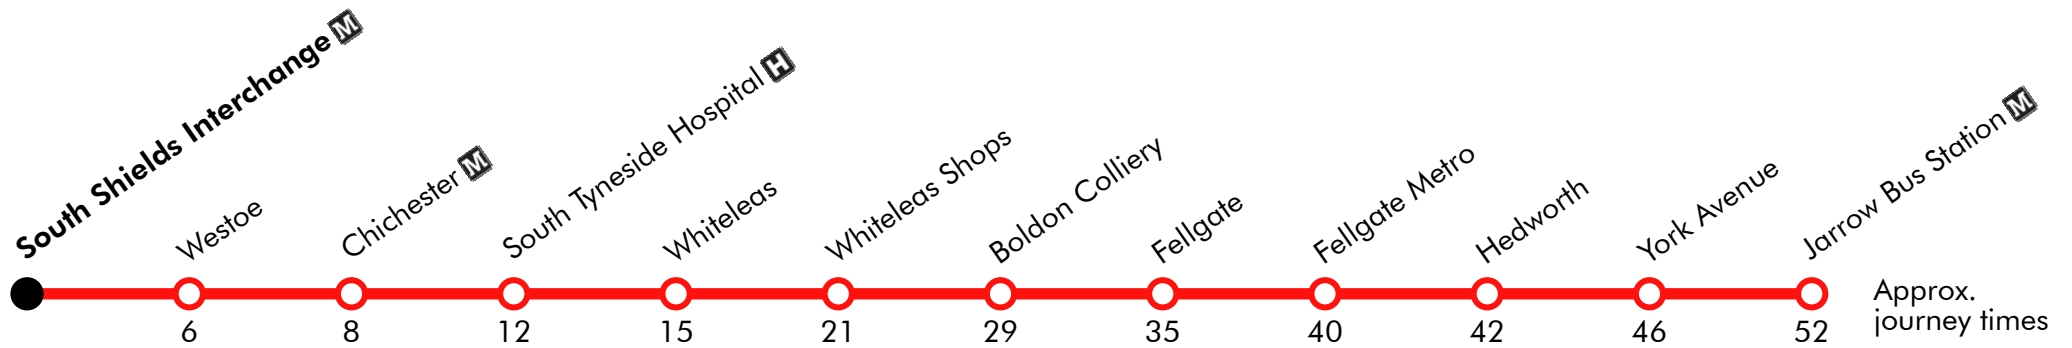 South Shields Interchange M
Westoe
Chichester M
South Tyneside Hospital H
Whiteleas
Whiteleas Shops
Boldon Colliery
Fellgate
Fellgate Metro
Hedworth
York Avenue
Jarrow Bus Station M
6 8 12 15 21 29 35 40 42 46 52
Approx.
journey times